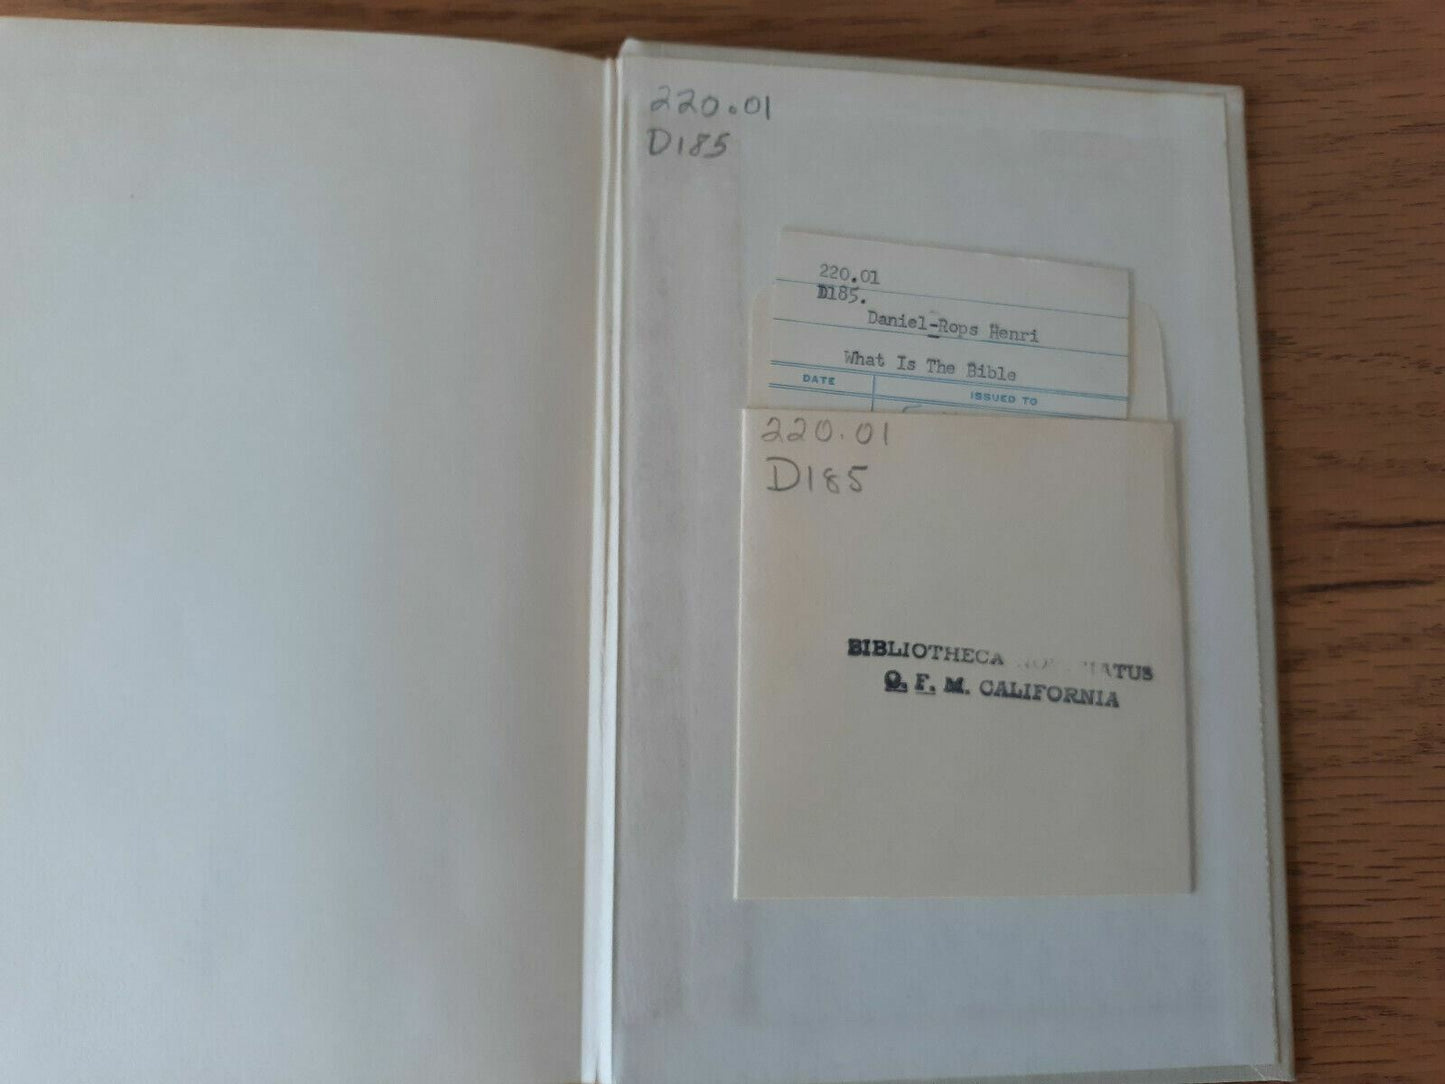 220.01
D185
220.01
D185.
Daniel-Rops Henri
What Is The Bible
DATE
ISSUED TO
220.01
D185
BIBLIOTHECA
O. F. M. CALIFORNIA